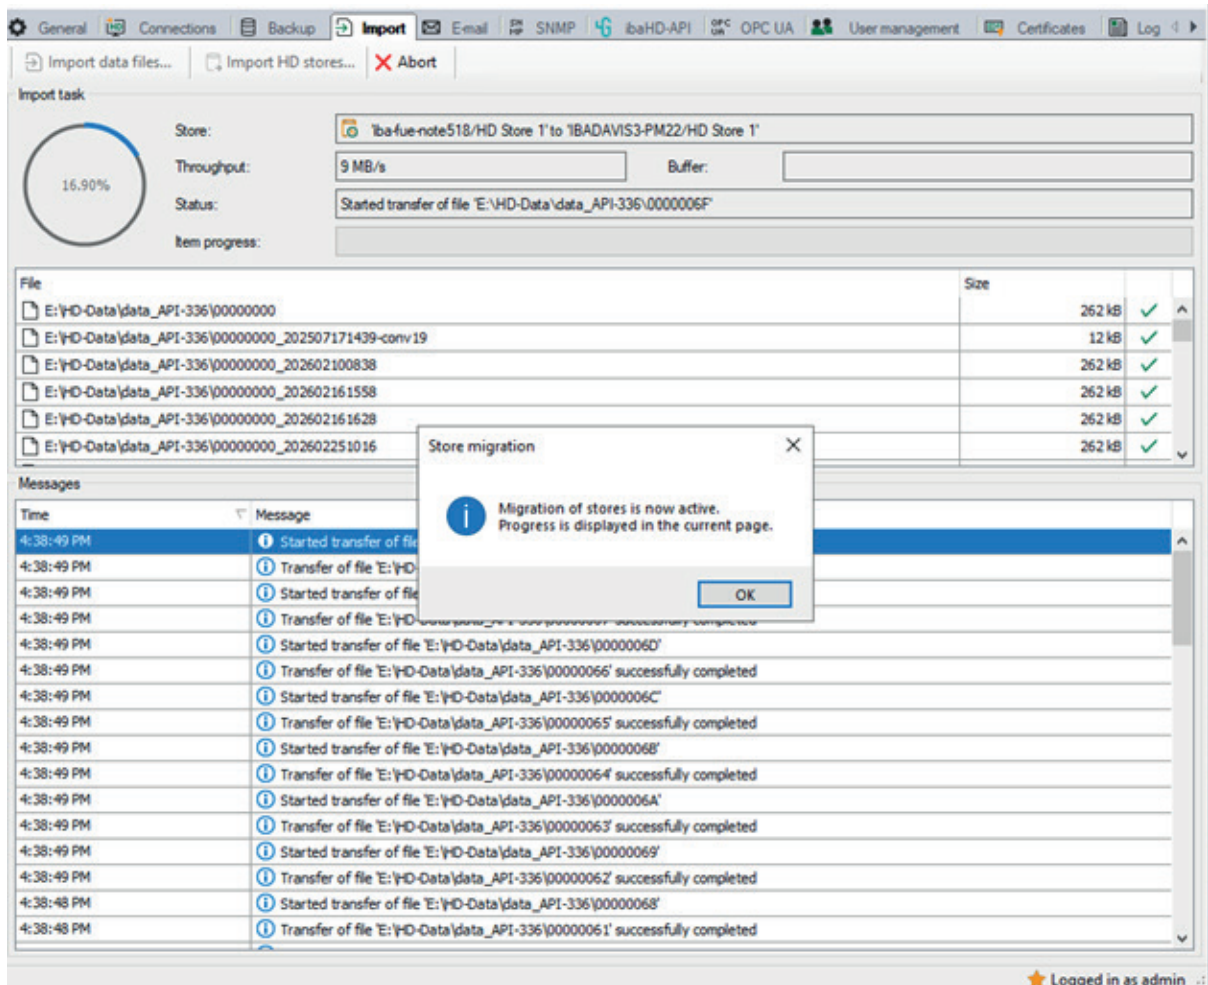 General Connections Backup Import E-mail SNMP ibaHD-API OPC UA User management Certificates Log
Import data files... Import HD stores... Abort
Import task
16.90%
Store: 'iba-fue-note518/HD Store 1' to 'IBADAVIS3-PM22/HD Store 1'
Throughput: 9 MB/s Buffer:
Status: Started transfer of file 'E:\HD-Data\data_API-336\0000006F'
Item progress:
File Size
E:\HD-Data\data_API-336\00000000 262 kB
E:\HD-Data\data_API-336\00000000_202507171439-conv19 12 kB
E:\HD-Data\data_API-336\00000000_202602100838 262 kB
E:\HD-Data\data_API-336\00000000_202602161558 262 kB
E:\HD-Data\data_API-336\00000000_202602161628 262 kB
E:\HD-Data\data_API-336\00000000_202602251016 262 kB
Store migration
Migration of stores is now active.
Progress is displayed in the current page.
OK
Messages
Time Message
4:38:49 PM Started transfer of file
4:38:49 PM Transfer of file 'E:\HD-
4:38:49 PM Started transfer of file
4:38:49 PM Transfer of file 'E:\HD-Data\data_API-336\00000067' successfully completed
4:38:49 PM Started transfer of file 'E:\HD-Data\data_API-336\0000006D'
4:38:49 PM Transfer of file 'E:\HD-Data\data_API-336\00000066' successfully completed
4:38:49 PM Started transfer of file 'E:\HD-Data\data_API-336\0000006C'
4:38:49 PM Transfer of file 'E:\HD-Data\data_API-336\00000065' successfully completed
4:38:49 PM Started transfer of file 'E:\HD-Data\data_API-336\0000006B'
4:38:49 PM Transfer of file 'E:\HD-Data\data_API-336\00000064' successfully completed
4:38:49 PM Started transfer of file 'E:\HD-Data\data_API-336\0000006A'
4:38:49 PM Transfer of file 'E:\HD-Data\data_API-336\00000063' successfully completed
4:38:49 PM Started transfer of file 'E:\HD-Data\data_API-336\00000069'
4:38:49 PM Transfer of file 'E:\HD-Data\data_API-336\00000062' successfully completed
4:38:48 PM Started transfer of file 'E:\HD-Data\data_API-336\00000068'
4:38:48 PM Transfer of file 'E:\HD-Data\data_API-336\00000061' successfully completed
Logged in as admin